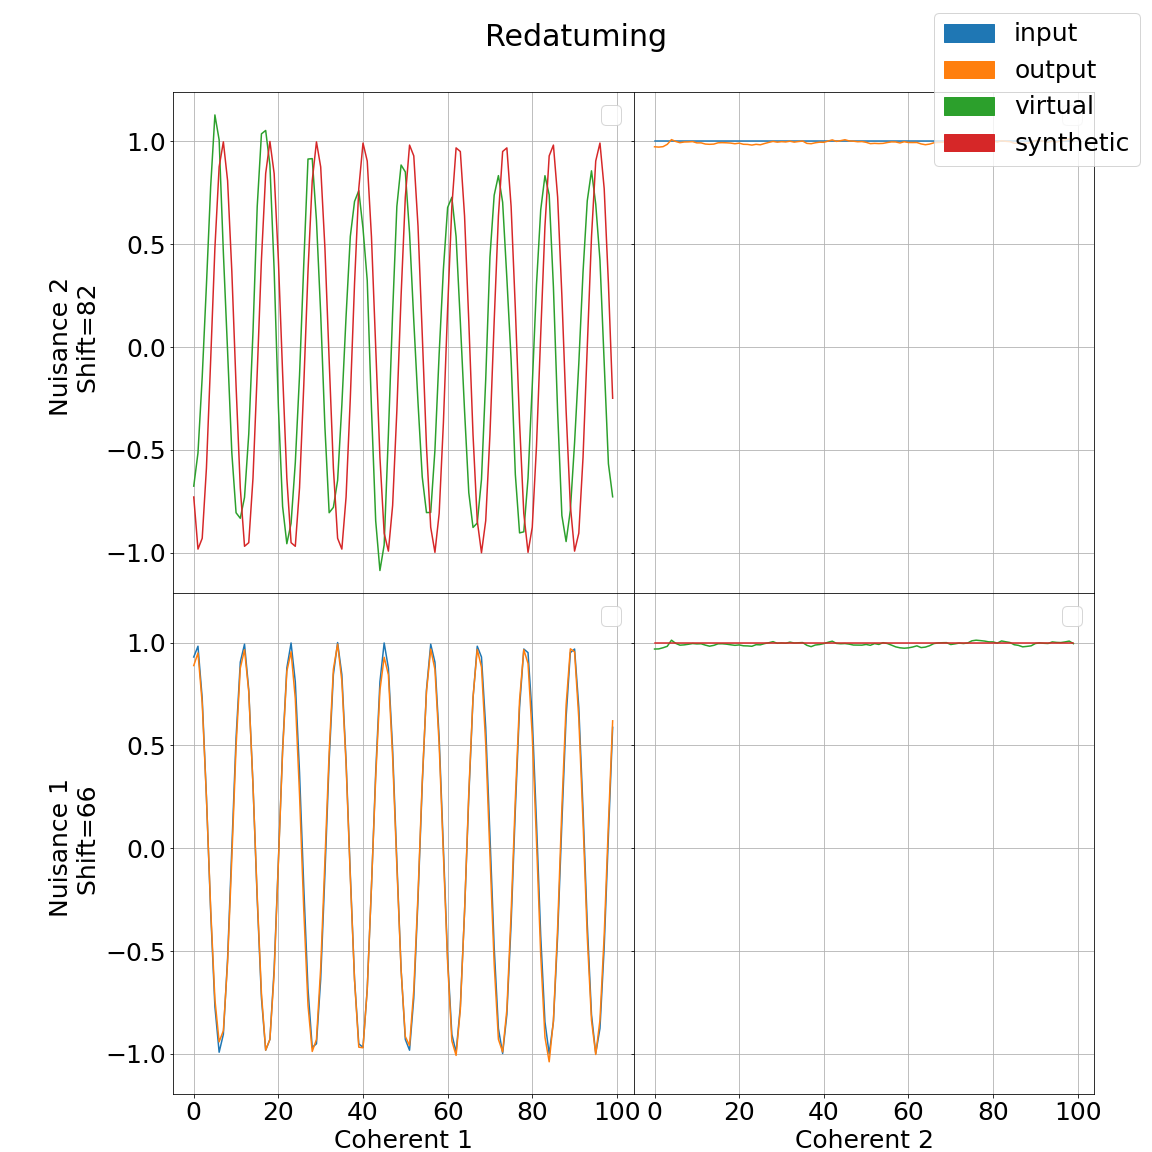 Redatuming
input
output
virtual
synthetic
Nuisance 2
Shift=82
1.0
0.5
0.0
−0.5
−1.0
Nuisance 1
Shift=66
1.0
0.5
0.0
−0.5
−1.0
0 20 40 60 80 100
0 20 40 60 80 100
Coherent 1
Coherent 2